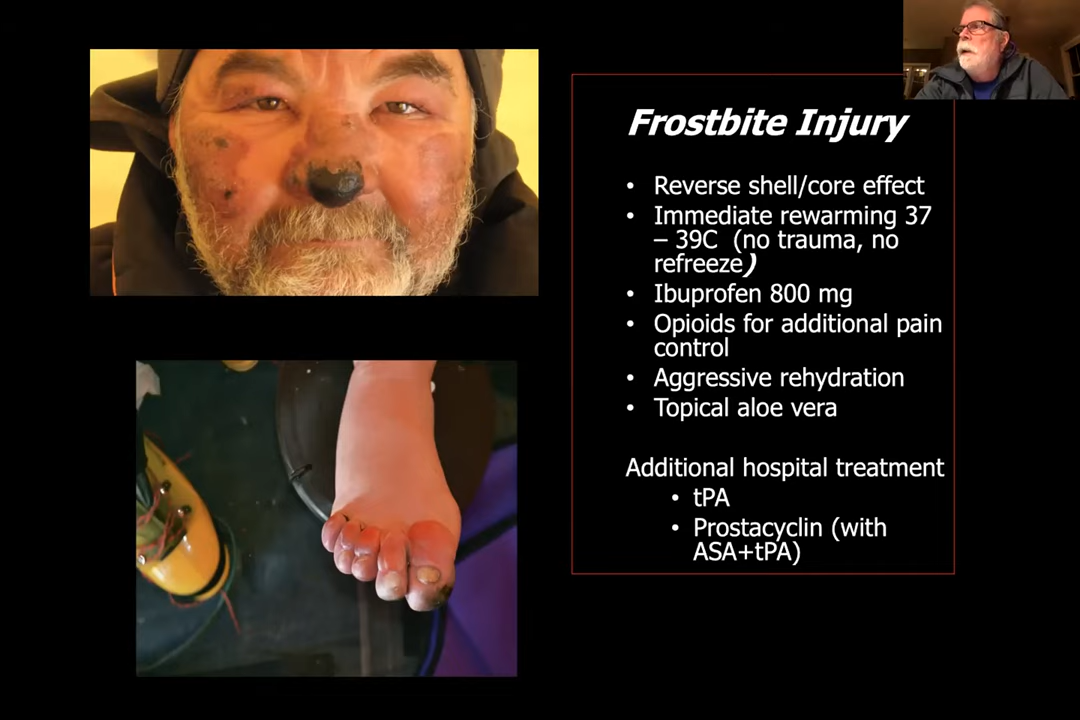 Frostbite Injury
• Reverse shell/core effect
• Immediate rewarming 37
– 39C (no trauma, no
refreeze)
• Ibuprofen 800 mg
• Opioids for additional pain
control
• Aggressive rehydration
• Topical aloe vera
Additional hospital treatment
• tPA
• Prostacyclin (with
ASA+tPA)